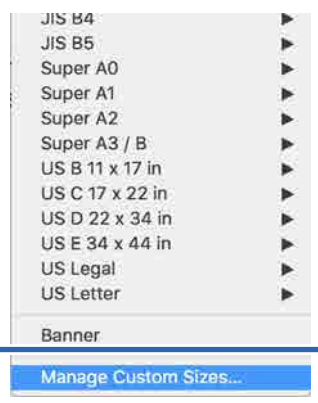 JIS B4
JIS B5
Super A0
Super A1
Super A2
Super A3 / B
US B 11 x 17 in
US C 17 x 22 in
US D 22 x 34 in
US E 34 x 44 in
US Legal
US Letter
Banner
Manage Custom Sizes...